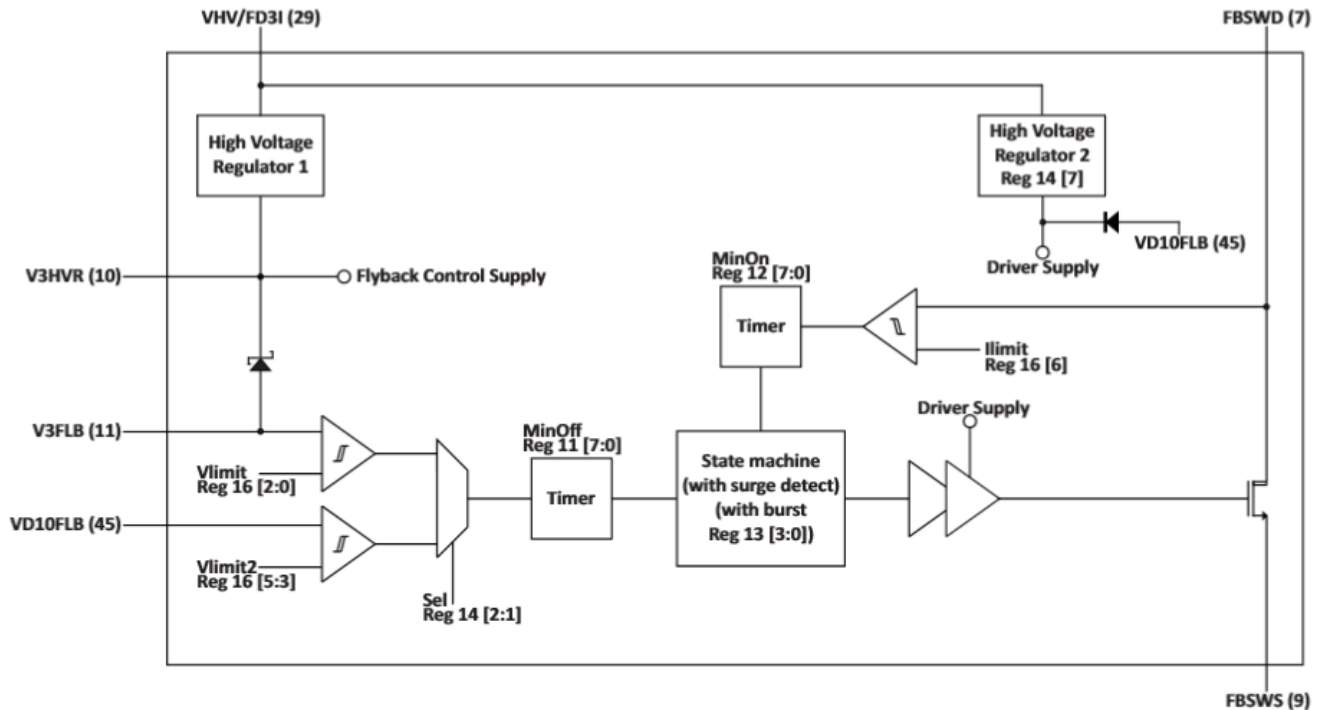 VHV/FD3I (29)
FBSWD (7)
High Voltage
Regulator 1
High Voltage
Regulator 2
Reg 14 [7]
VD10FLB (45)
Driver Supply
V3HVR (10)
Flyback Control Supply
MinOn
Reg 12 [7:0]
Timer
Ilimit
Reg 16 [6]
Driver Supply
V3FLB (11)
Vlimit
Reg 16 [2:0]
MinOff
Reg 11 [7:0]
Timer
State machine
(with surge detect)
(with burst
Reg 13 [3:0])
VD10FLB (45)
Vlimit2
Reg 16 [5:3]
Sel
Reg 14 [2:1]
FBSWS (9)